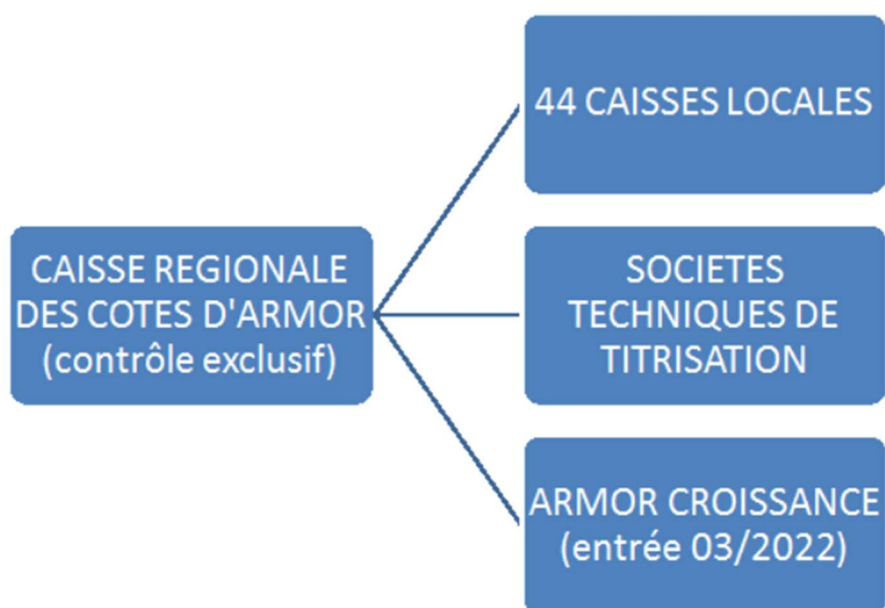 44 CAISSES LOCALES
CAISSE REGIONALE
DES COTES D'ARMOR
(contrôle exclusif)
SOCIETES
TECHNIQUES DE
TITRISATION
ARMOR CROISSANCE
(entrée 03/2022)